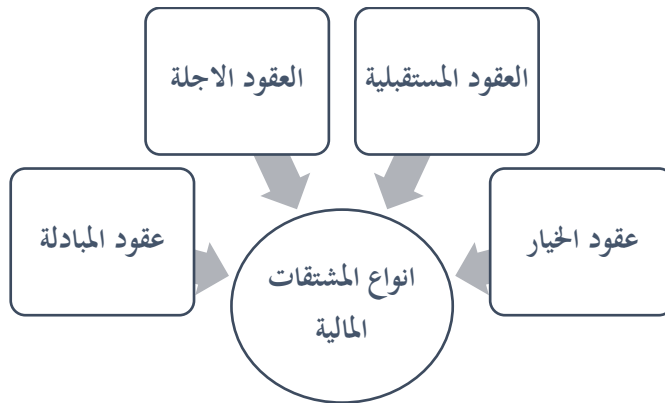 العقود المستقبلية
العقود الاجلة
عقود الخيار
عقود المبادلة
انواع المشتقات
المالية